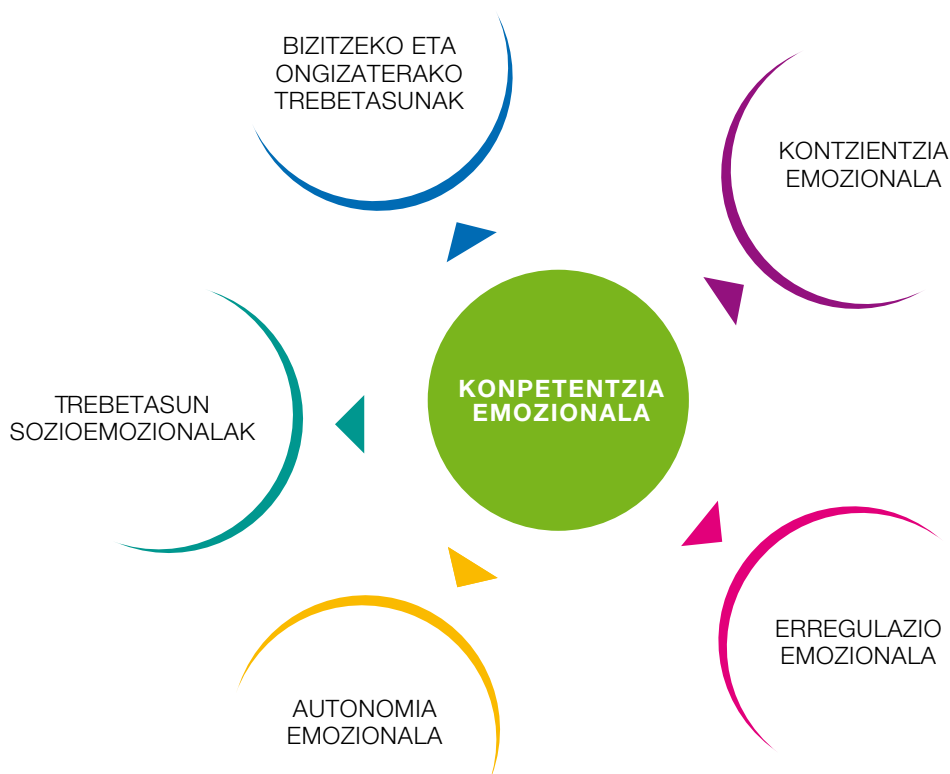 BIZITZEKO ETA
ONGIZATERAKO
TREBETASUNAK
KONTZIENTZIA
EMOZIONALA
KONPETENTZIA
EMOZIONALA
TREBETASUN
SOZIOEMOZIONALAK
ERREGULAZIO
EMOZIONALA
AUTONOMIA
EMOZIONALA